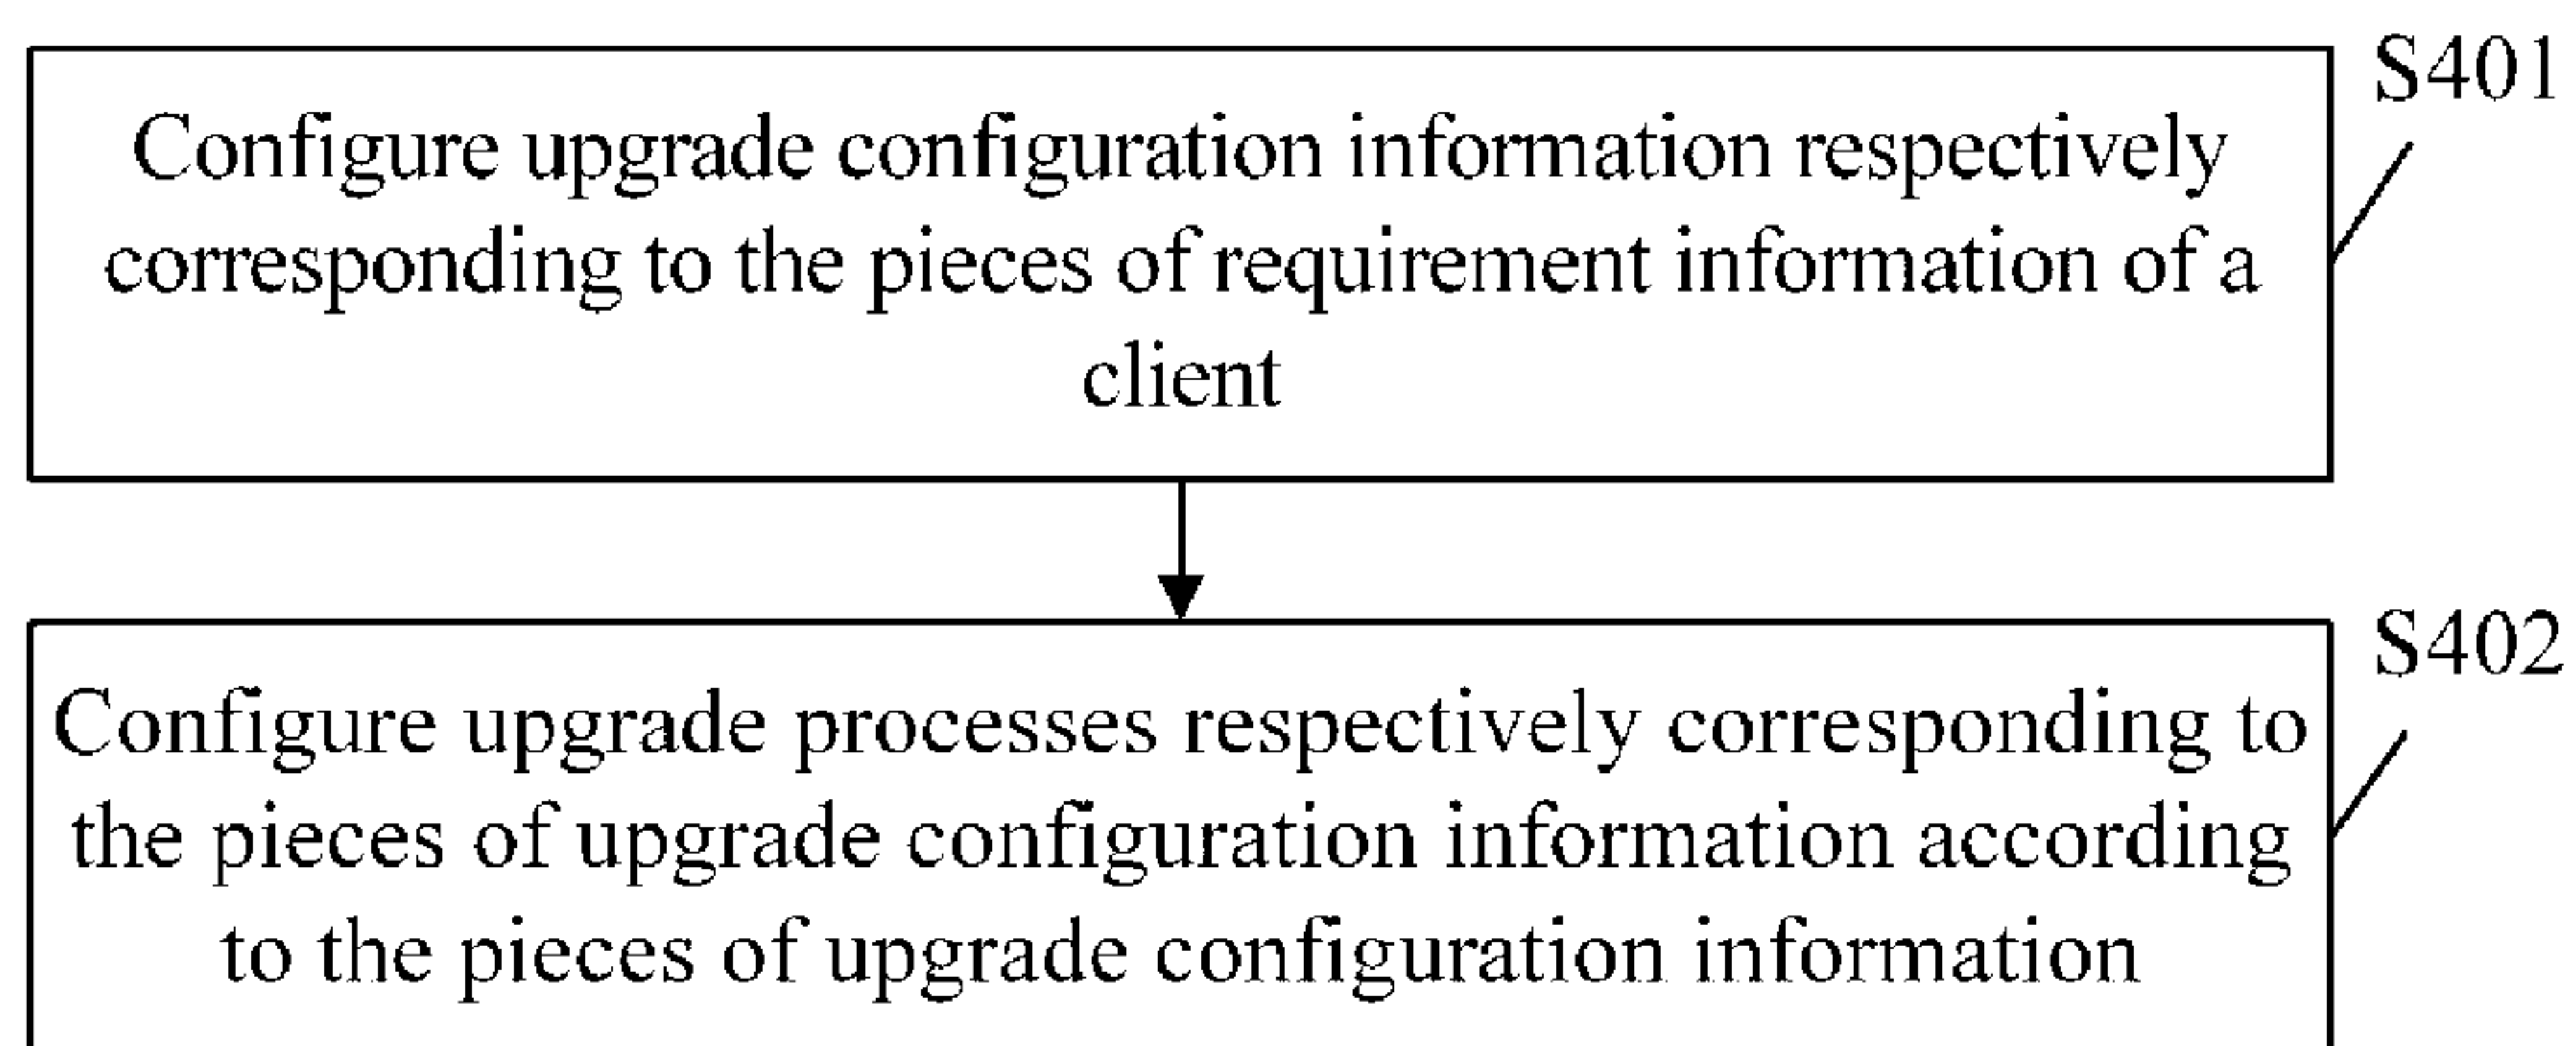 S401
Configure upgrade configuration information respectively
corresponding to the pieces of requirement information of a
client
S402
Configure upgrade processes respectively corresponding to
the pieces of upgrade configuration information according
to the pieces of upgrade configuration information